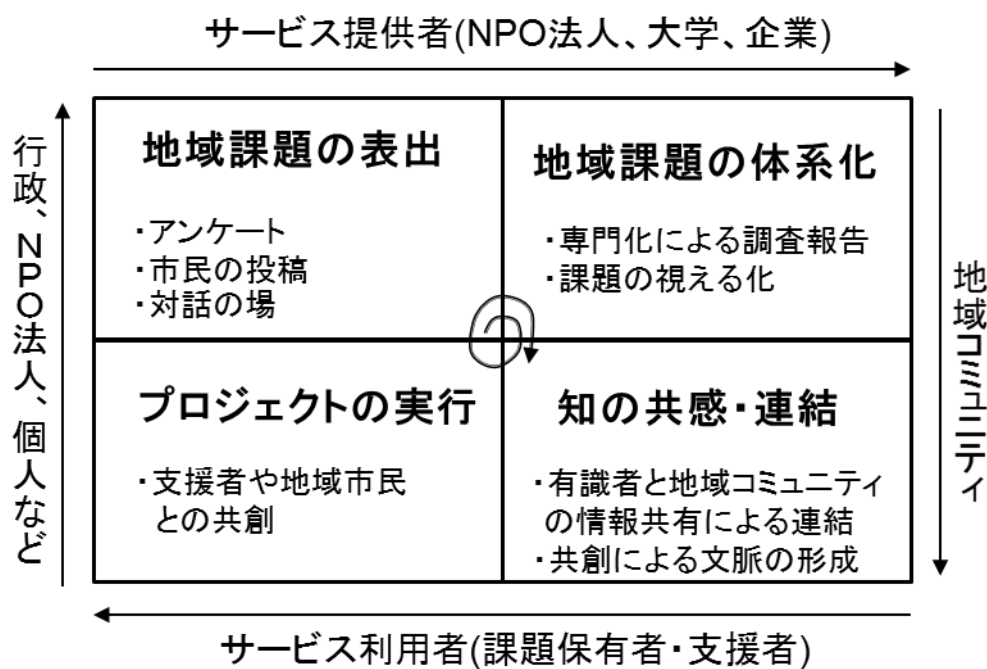 サービス提供者(NPO法人、大学、企業)
行政、NPO法人、個人など
地域課題の表出
・アンケート
・市民の投稿
・対話の場
地域課題の体系化
・専門化による調査報告
・課題の視える化
地域コミュニティ
プロジェクトの実行
・支援者や地域市民
との共創
知の共感・連結
・有識者と地域コミュニティ
の情報共有による連結
・共創による文脈の形成
サービス利用者(課題保有者・支援者)